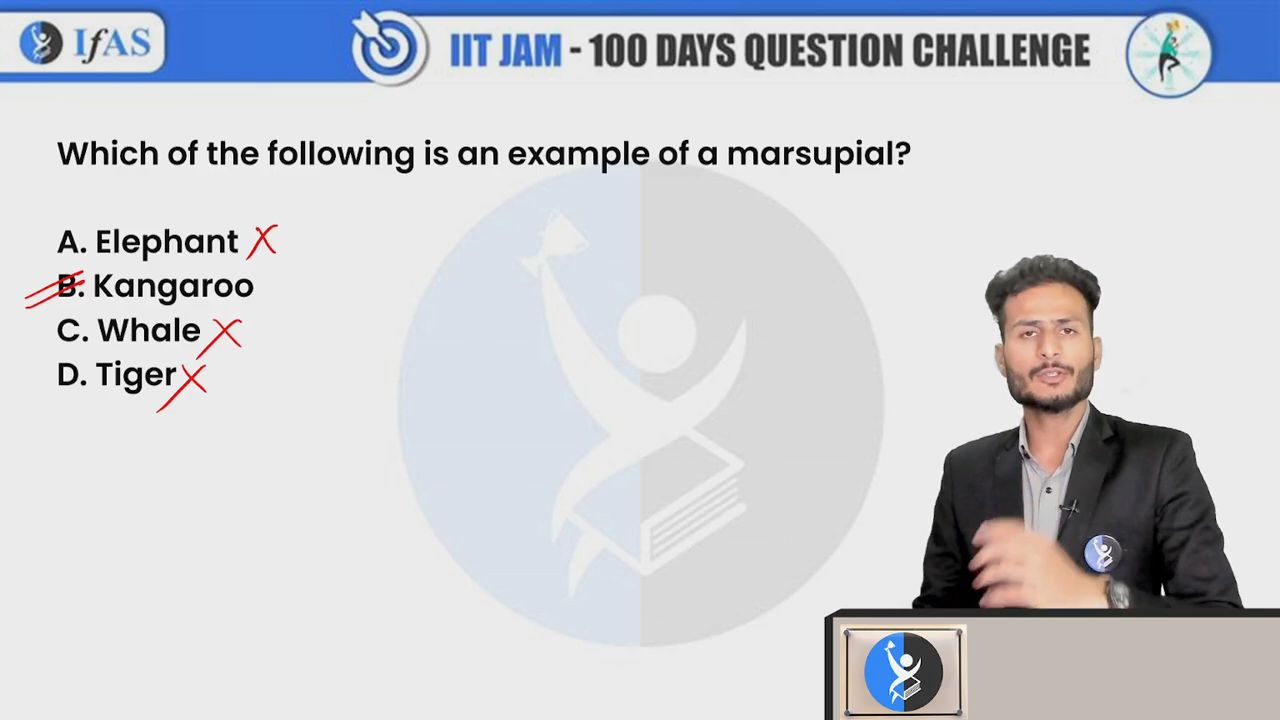 IfAS
IIT JAM - 100 DAYS QUESTION CHALLENGE
Which of the following is an example of a marsupial?
A. Elephant
B. Kangaroo
C. Whale
D. Tiger